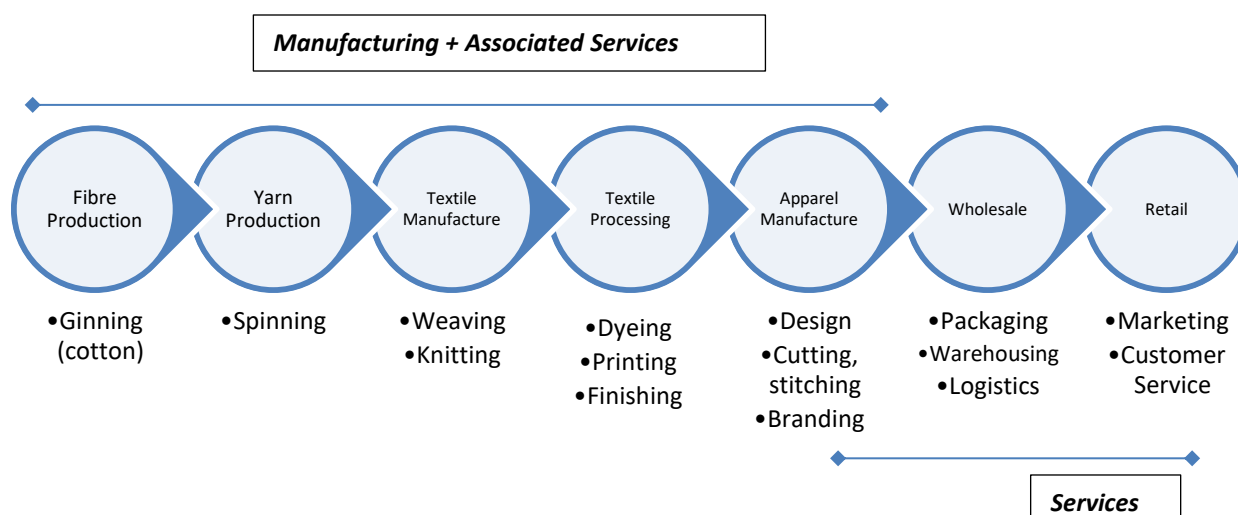 Manufacturing + Associated Services
Fibre
Production
Yarn
Production
Textile
Manufacture
Textile
Processing
Apparel
Manufacture
Wholesale
Retail
•Ginning
(cotton)
•Spinning
•Weaving
•Knitting
•Dyeing
•Printing
•Finishing
•Design
•Cutting,
stitching
•Branding
•Packaging
•Warehousing
•Logistics
•Marketing
•Customer
Service
Services